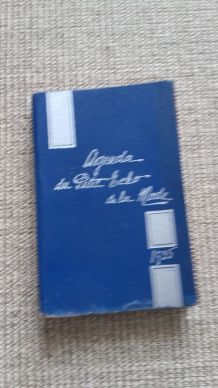 Agenda
du Petit Echo
de la Mode